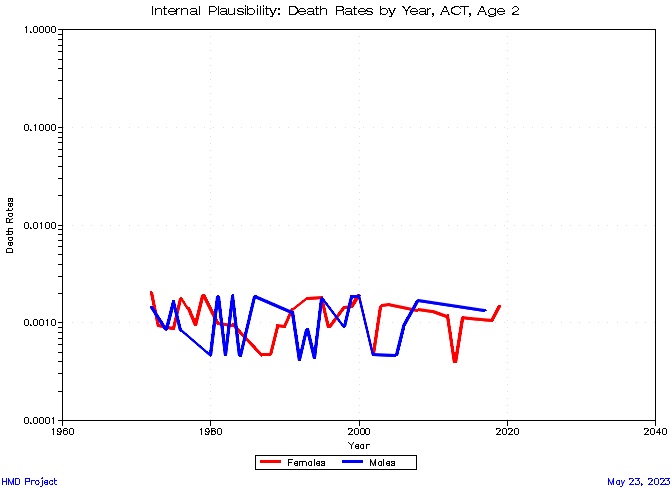 Internal Plausibility: Death Rates by Year, ACT, Age 2
1.0000
0.1000
0.0100
0.0010
0.0001
Death Rates
1960 1980 2000 2020 2040
Year
Females Males
HMD Project May 23, 2023